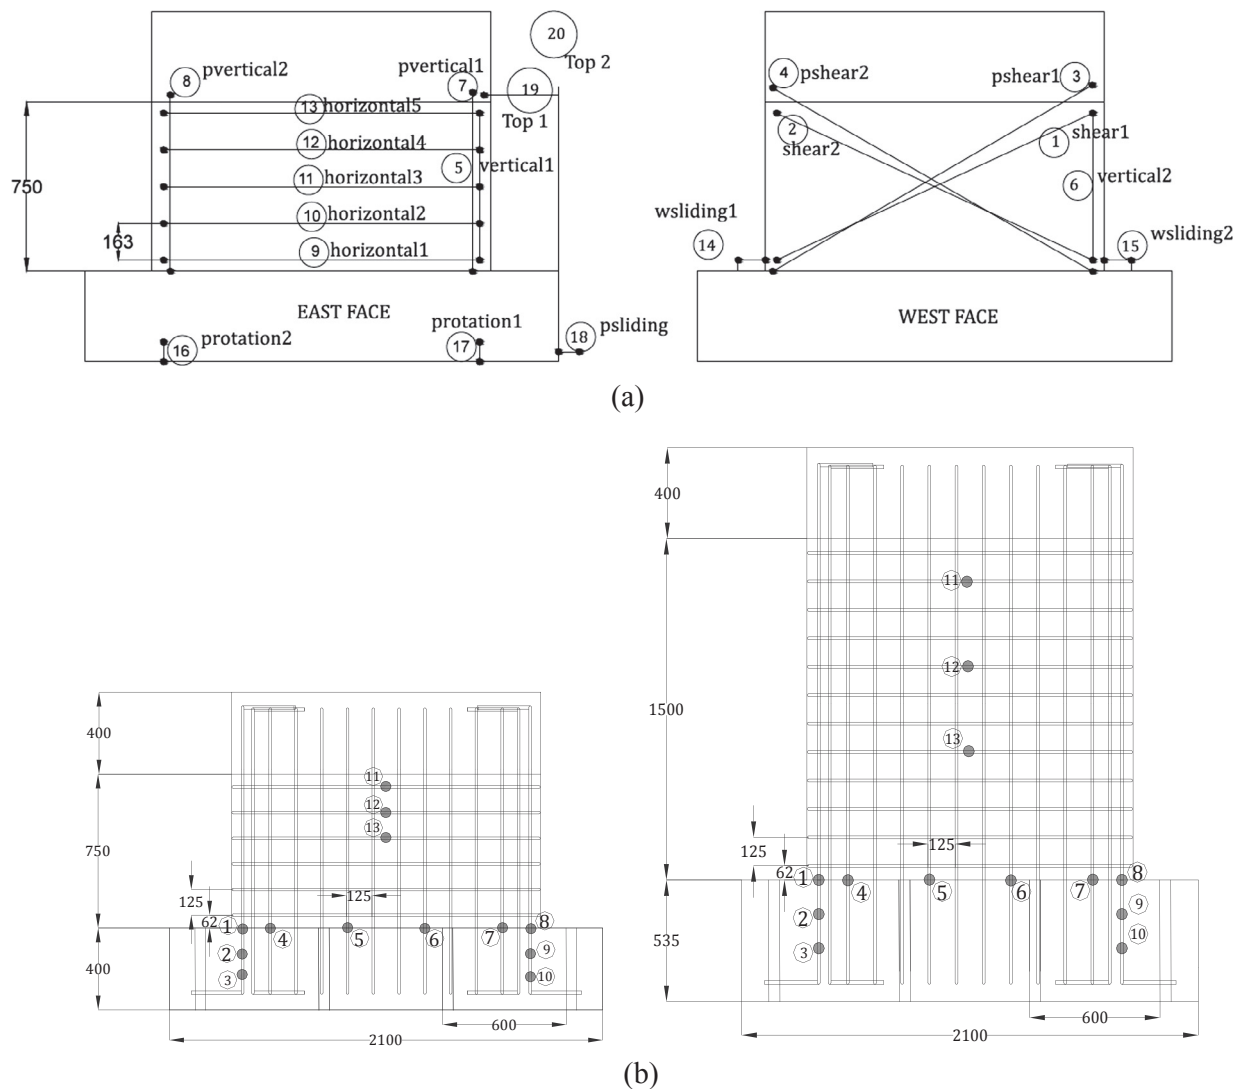 20
Top 2
8
pvertical2
pvertical1
7
19
Top 1
13
horizontal5
12
horizontal4
5
vertical1
11
horizontal3
750
10
horizontal2
163
9
horizontal1
EAST FACE
protation2
16
protation1
17
18
psliding
4
pshear2
pshear1
3
2
shear2
1
shear1
6
vertical2
wsliding1
14
15
wsliding2
WEST FACE
(a)
400
750
125
62
400
125
11
12
13
1
2
3
4
5
6
7
8
9
10
600
2100
400
1500
125
62
535
125
11
12
13
1
2
3
4
5
6
7
8
9
10
600
2100
(b)